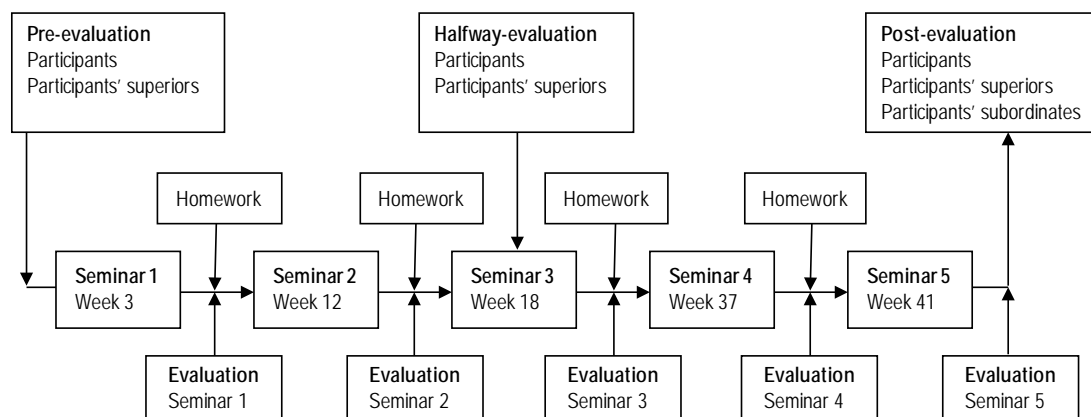 Pre-evaluation
Participants
Participants' superiors
Halfway-evaluation
Participants
Participants' superiors
Post-evaluation
Participants
Participants' superiors
Participants' subordinates
Homework
Homework
Homework
Homework
Seminar 1
Week 3
Seminar 2
Week 12
Seminar 3
Week 18
Seminar 4
Week 37
Seminar 5
Week 41
Evaluation
Seminar 1
Evaluation
Seminar 2
Evaluation
Seminar 3
Evaluation
Seminar 4
Evaluation
Seminar 5